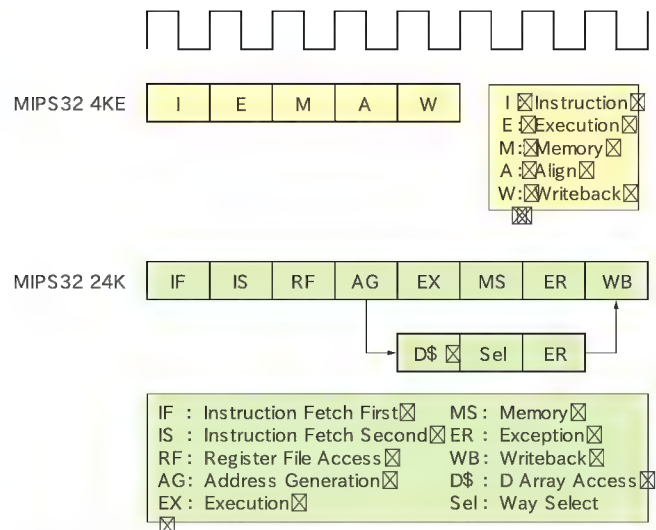 MIPS32 4KE I E M A W
I Instruction
E : Execution
M : Memory
A : Align
W : Writeback
MIPS32 24K IF IS RF AG EX MS ER WB
D$ Sel ER
IF : Instruction Fetch First MS : Memory
IS : Instruction Fetch Second ER : Exception
RF : Register File Access WB : Writeback
AG : Address Generation D$ : D Array Access
EX : Execution Sel : Way Select